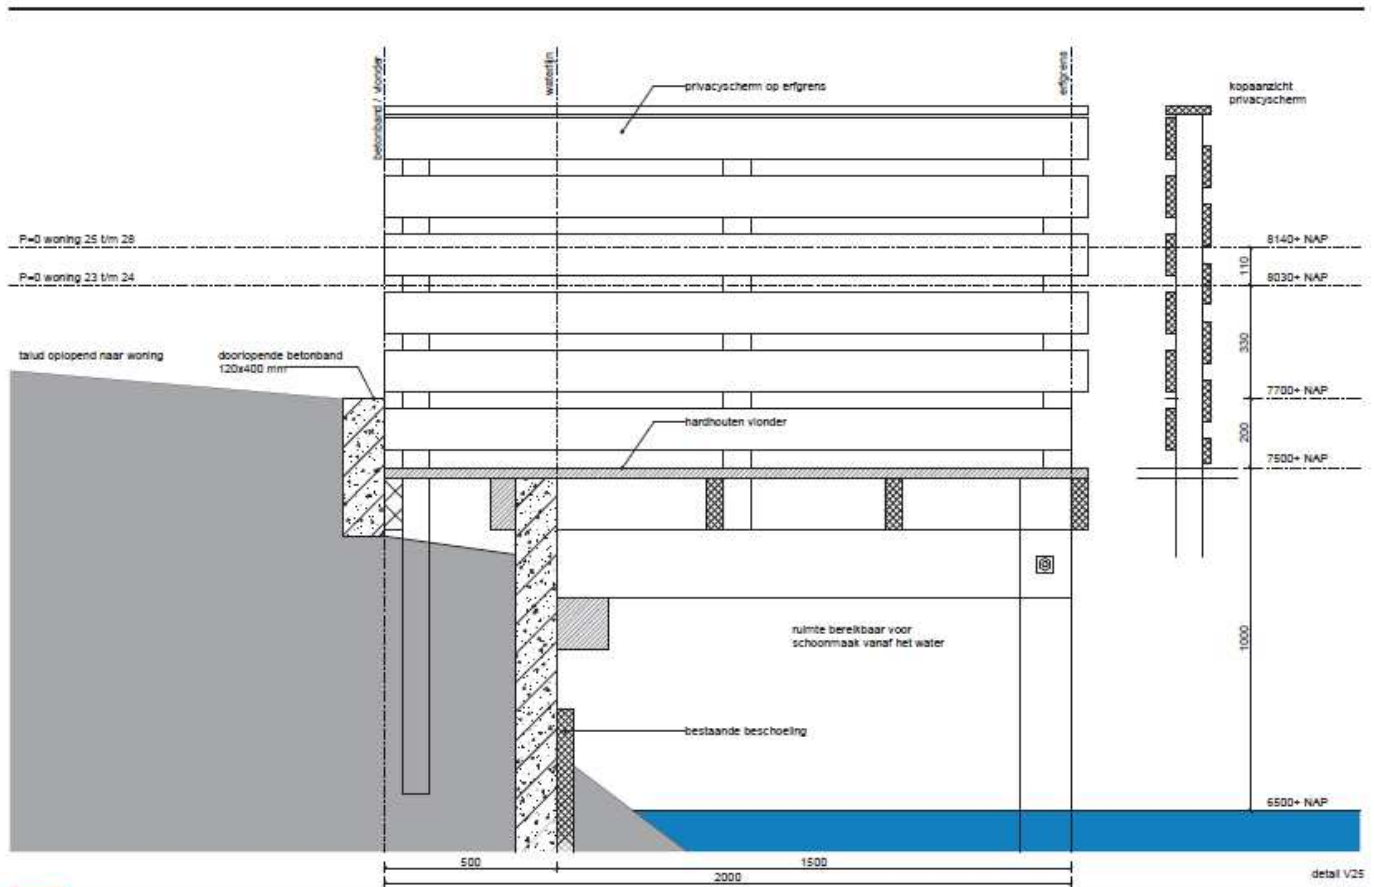 betonband / vlonder
waterlijn
erfgrens
privacyscherm op erfgrens
kopaanzicht
privacyscherm
P=0 woning 25 t/m 28
8140+ NAP
110
P=0 woning 23 t/m 24
8030+ NAP
330
talud oplopend naar woning
doorlopende betonband
120x400 mm
7700+ NAP
hardhouten vlonder
200
7500+ NAP
ruimte bereikbaar voor
schoonmaak vanaf het water
1000
bestaande beschoeiing
6500+ NAP
500
1500
2000
detail V25